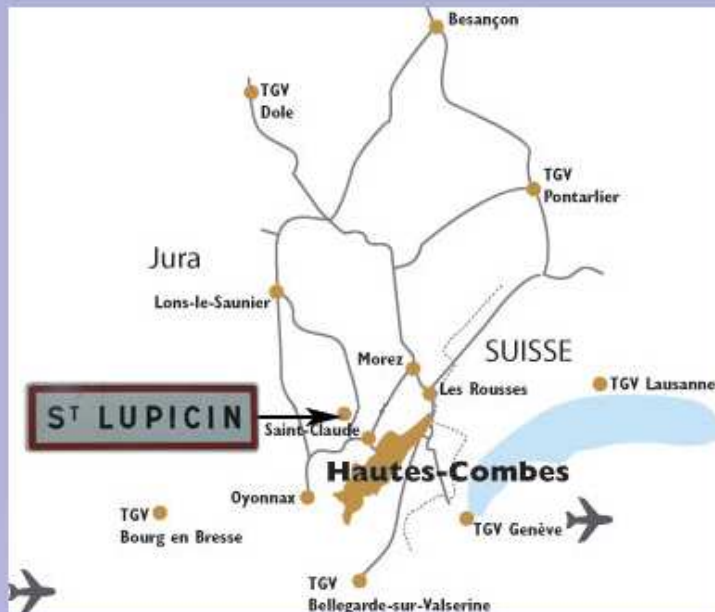 Besançon
TGV
Dole
TGV
Pontarlier
Jura
Lons-le-Saunier
Morez
SUISSE
Les Rousses
TGV Lausanne
ST LUPICIN
Saint-Claude
Hautes-Combes
Oyonnax
TGV
Bourg en Bresse
TGV Genève
TGV
Bellegarde-sur-Valserine